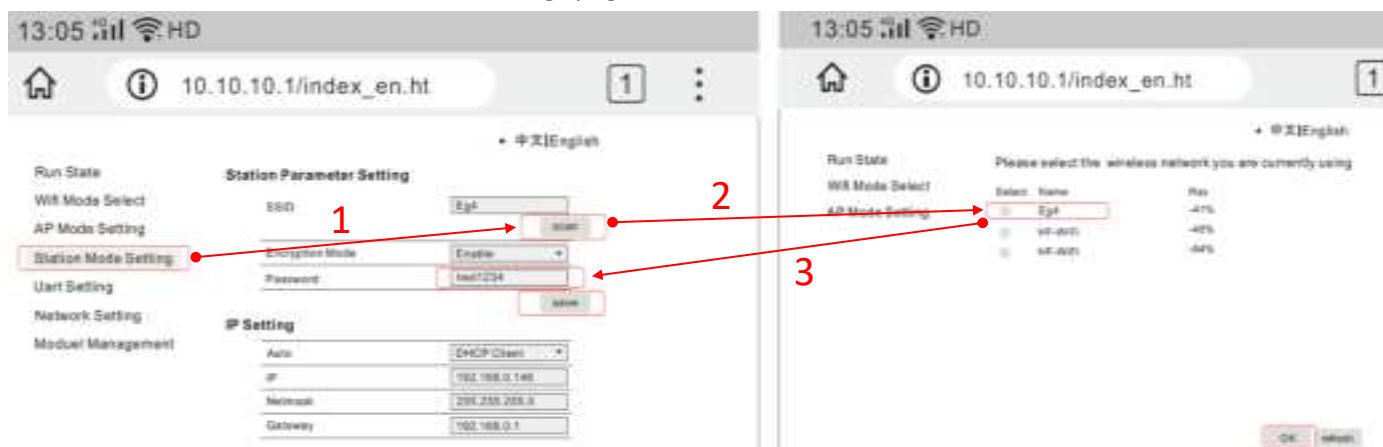 13:05 HD
10.10.10.1/index_en.ht
1
中文|English
Run State
Wifi Mode Select
AP Mode Setting
Station Mode Setting
Uart Setting
Network Setting
Moduel Management
Station Parameter Setting
SSID
Eg4
scan
Encryption Mode
Enable
Password
test1234
save
IP Setting
Auto
DHCP Client
IP
192.168.0.146
Netmask
255.255.255.0
Gateway
192.168.0.1
1
2
3
13:05 HD
10.10.10.1/index_en.ht
1
中文|English
Run State
Wifi Mode Select
AP Mode Setting
Please select the wireless network you are currently using
Select Name
Eg4
HF-WiFi
OK refresh